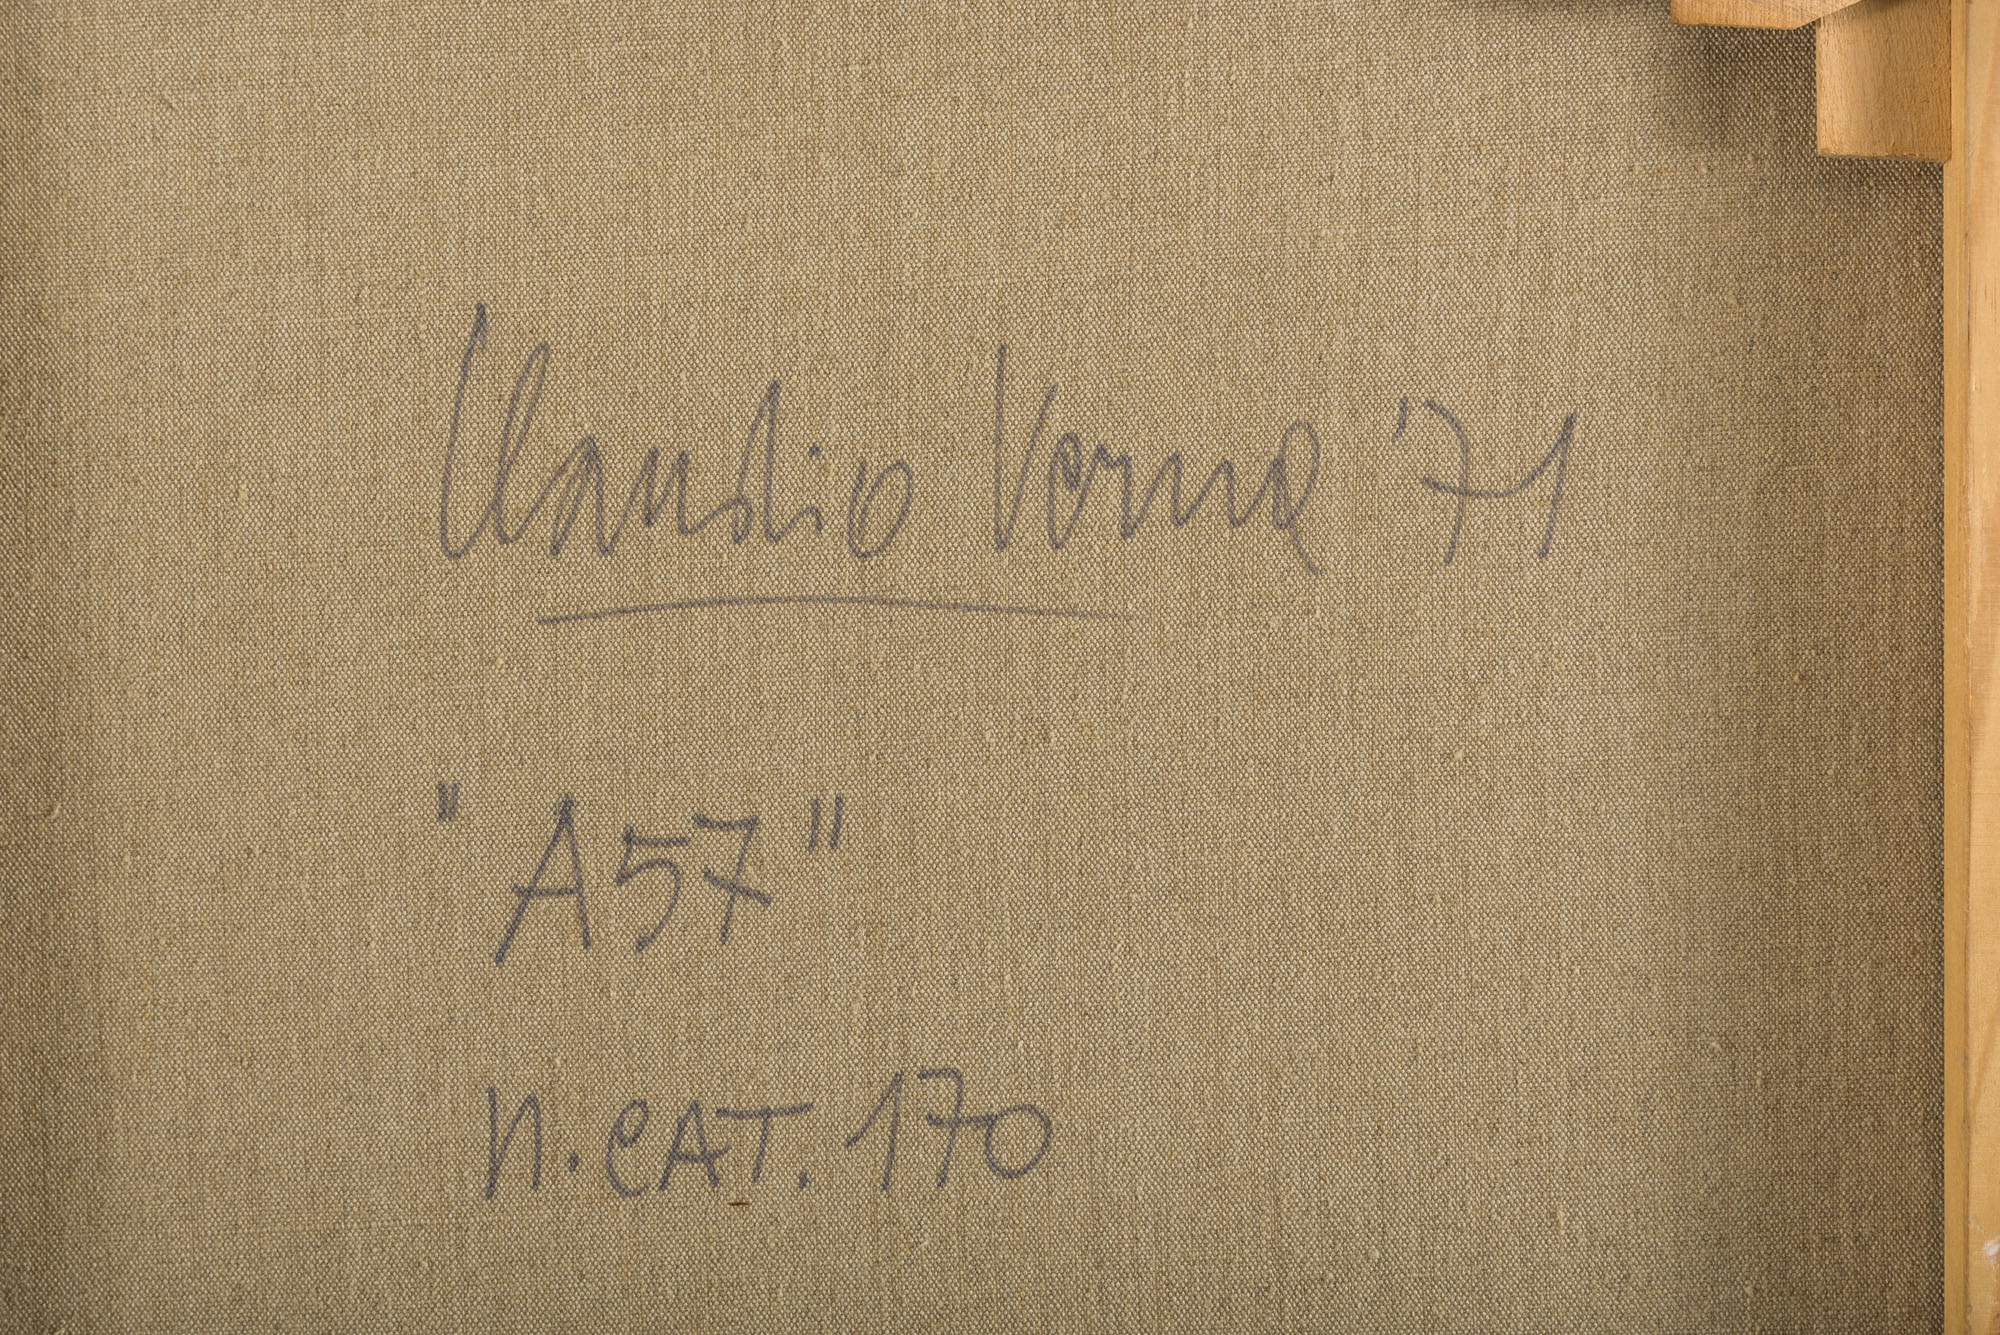 Claudio Verna '71
"A57"
n.CAT. 170